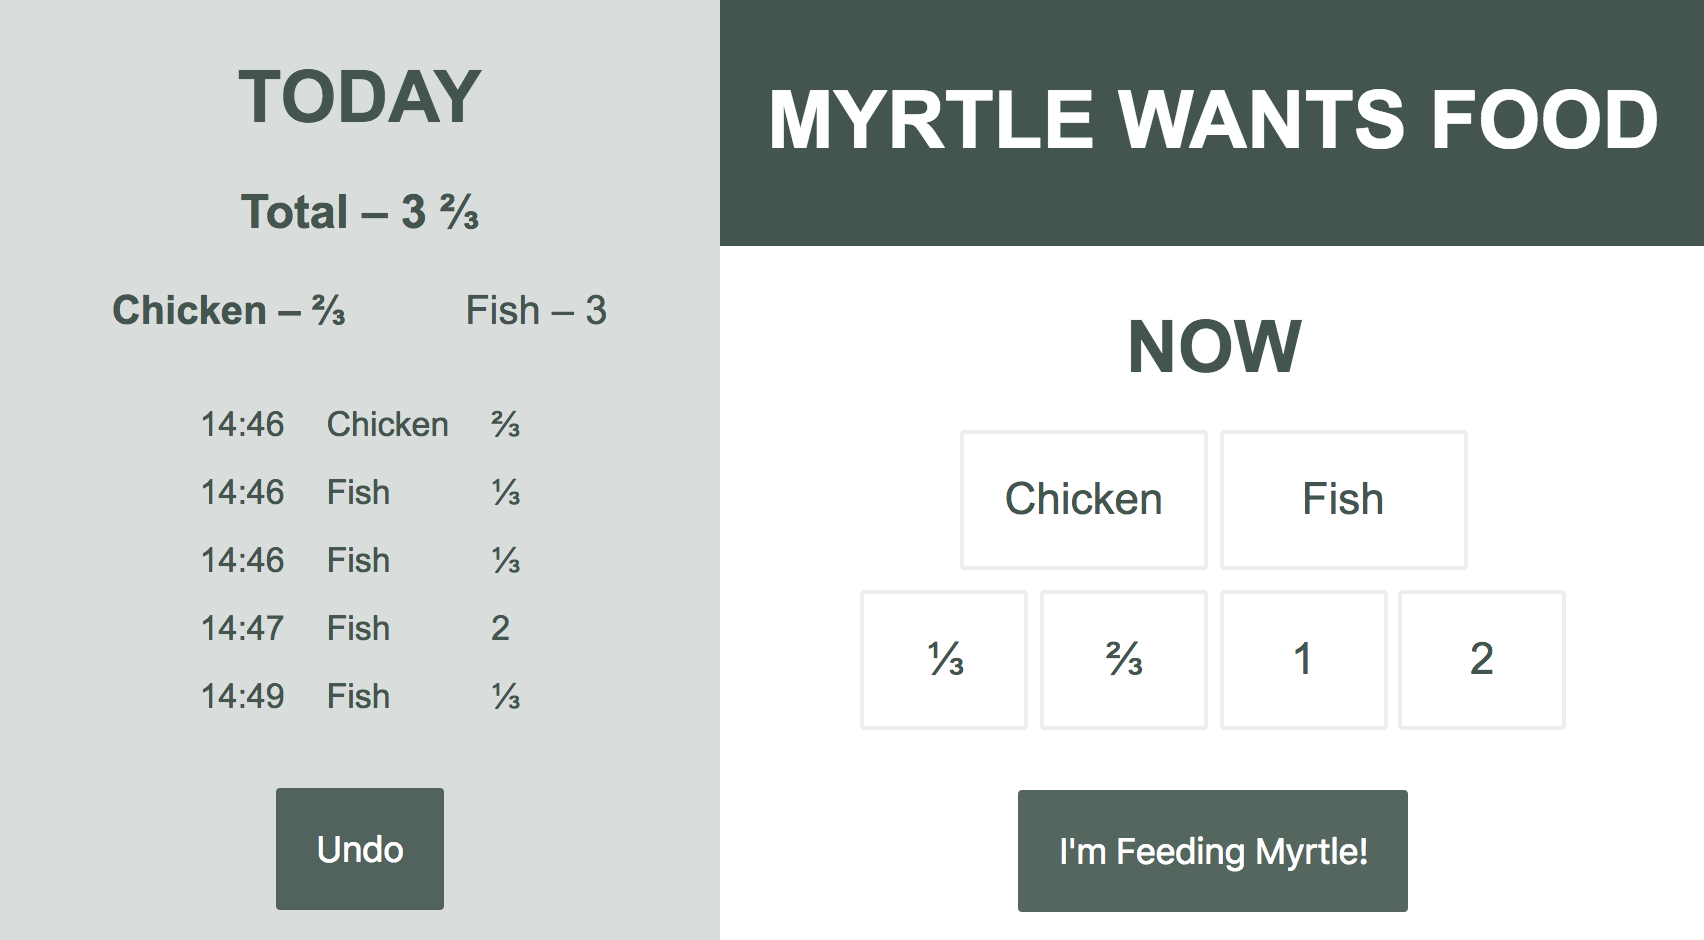 TODAY
Total – 3 ⅔
Chicken – ⅔ Fish – 3
14:46 Chicken ⅔
14:46 Fish ⅓
14:46 Fish ⅓
14:47 Fish 2
14:49 Fish ⅓
Undo
MYRTLE WANTS FOOD
NOW
Chicken Fish
⅓ ⅔ 1 2
I'm Feeding Myrtle!